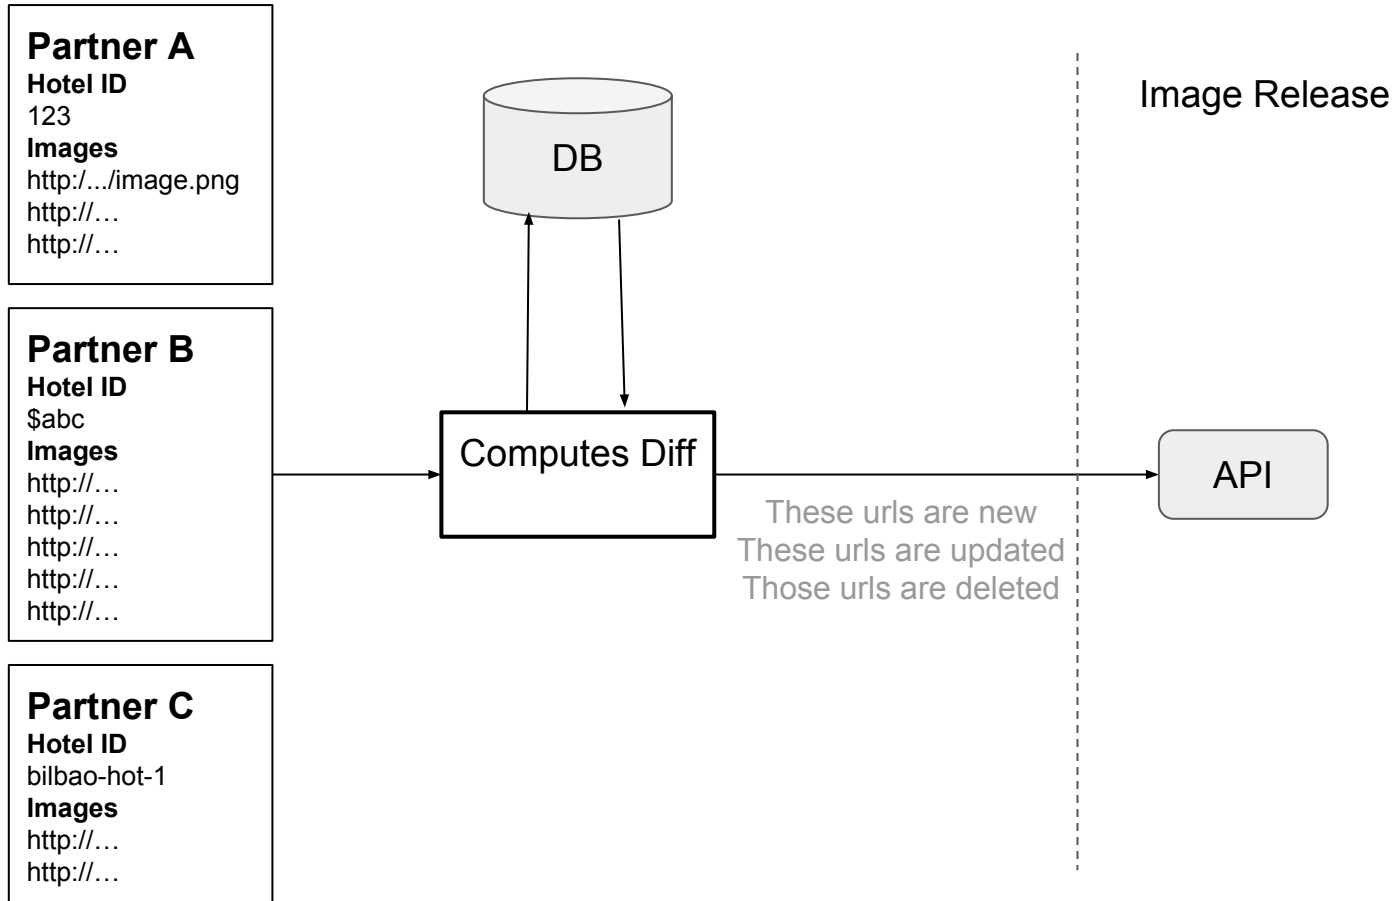 Partner A
Hotel ID
123
Images
http:/.../image.png
http://…
http://…
Partner B
Hotel ID
$abc
Images
http://…
http://…
http://…
http://…
http://…
Partner C
Hotel ID
bilbao-hot-1
Images
http://…
http://…
DB
Computes Diff
These urls are new
These urls are updated
Those urls are deleted
Image Release
API